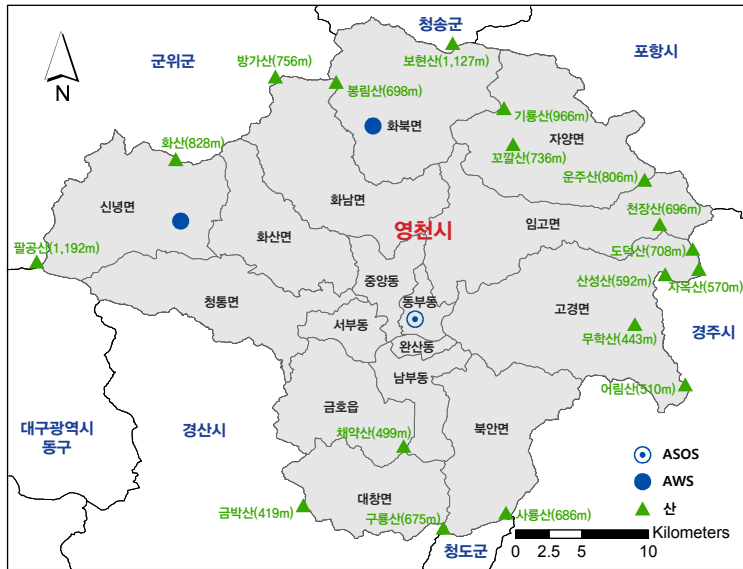 청송군
군위군
포항시
방가산(756m)
보현산(1,127m)
봉림산(698m)
N
기룡산(966m)
화북면
자양면
화산(828m)
꼬깔산(736m)
운주산(806m)
신녕면
화남면
천장산(696m)
영천시
임고면
화산면
팔공산(1,192m)
도덕산(708m)
중앙동
산성산(592m)
자옥산(570m)
청통면
동부동
고경면
서부동
무학산(443m)
경주시
완산동
남부동
어림산(510m)
금호읍
대구광역시
동구
경산시
북안면
채약산(499m)
ASOS
AWS
대창면
산
금박산(419m)
구룡산(675m)
사룡산(686m)
Kilometers
청도군
0 2.5 5 10